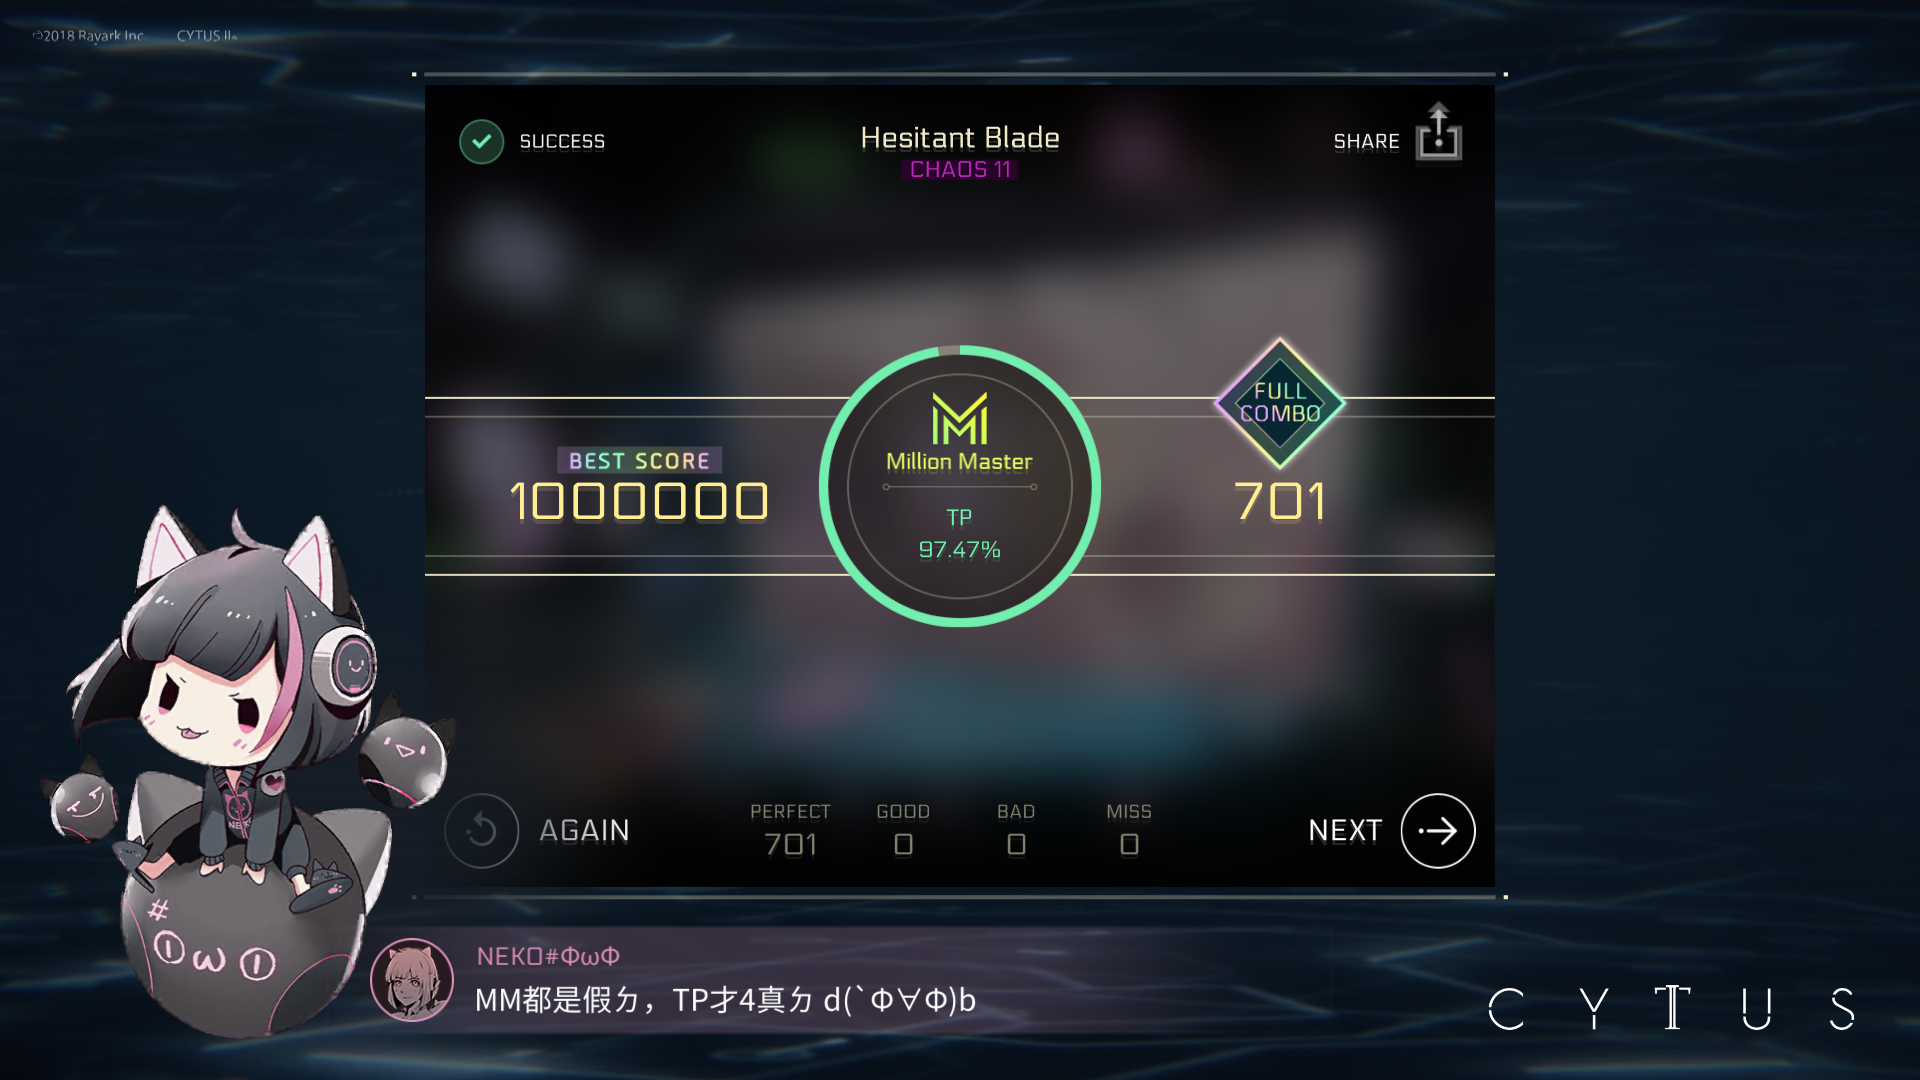 ©2018 Rayark Inc. CYTUS II
SUCCESS
Hesitant Blade
CHAOS 11
SHARE
FULL
COMBO
Million Master
BEST SCORE
1000000
701
TP
97.47%
AGAIN
PERFECT GOOD BAD MISS
701 0 0 0
NEXT
NEKO#ΦωΦ
MM都是假ㄉ，TP才4真ㄉ d(`Φ∀Φ)b
CYTUS